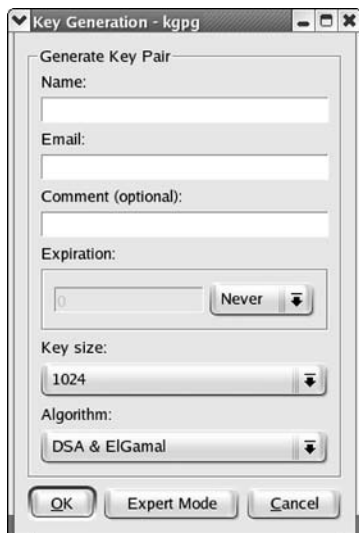 Key Generation - kgpg
Generate Key Pair
Name:
Email:
Comment (optional):
Expiration:
0 Never
Key size:
1024
Algorithm:
DSA & ElGamal
OK Expert Mode Cancel